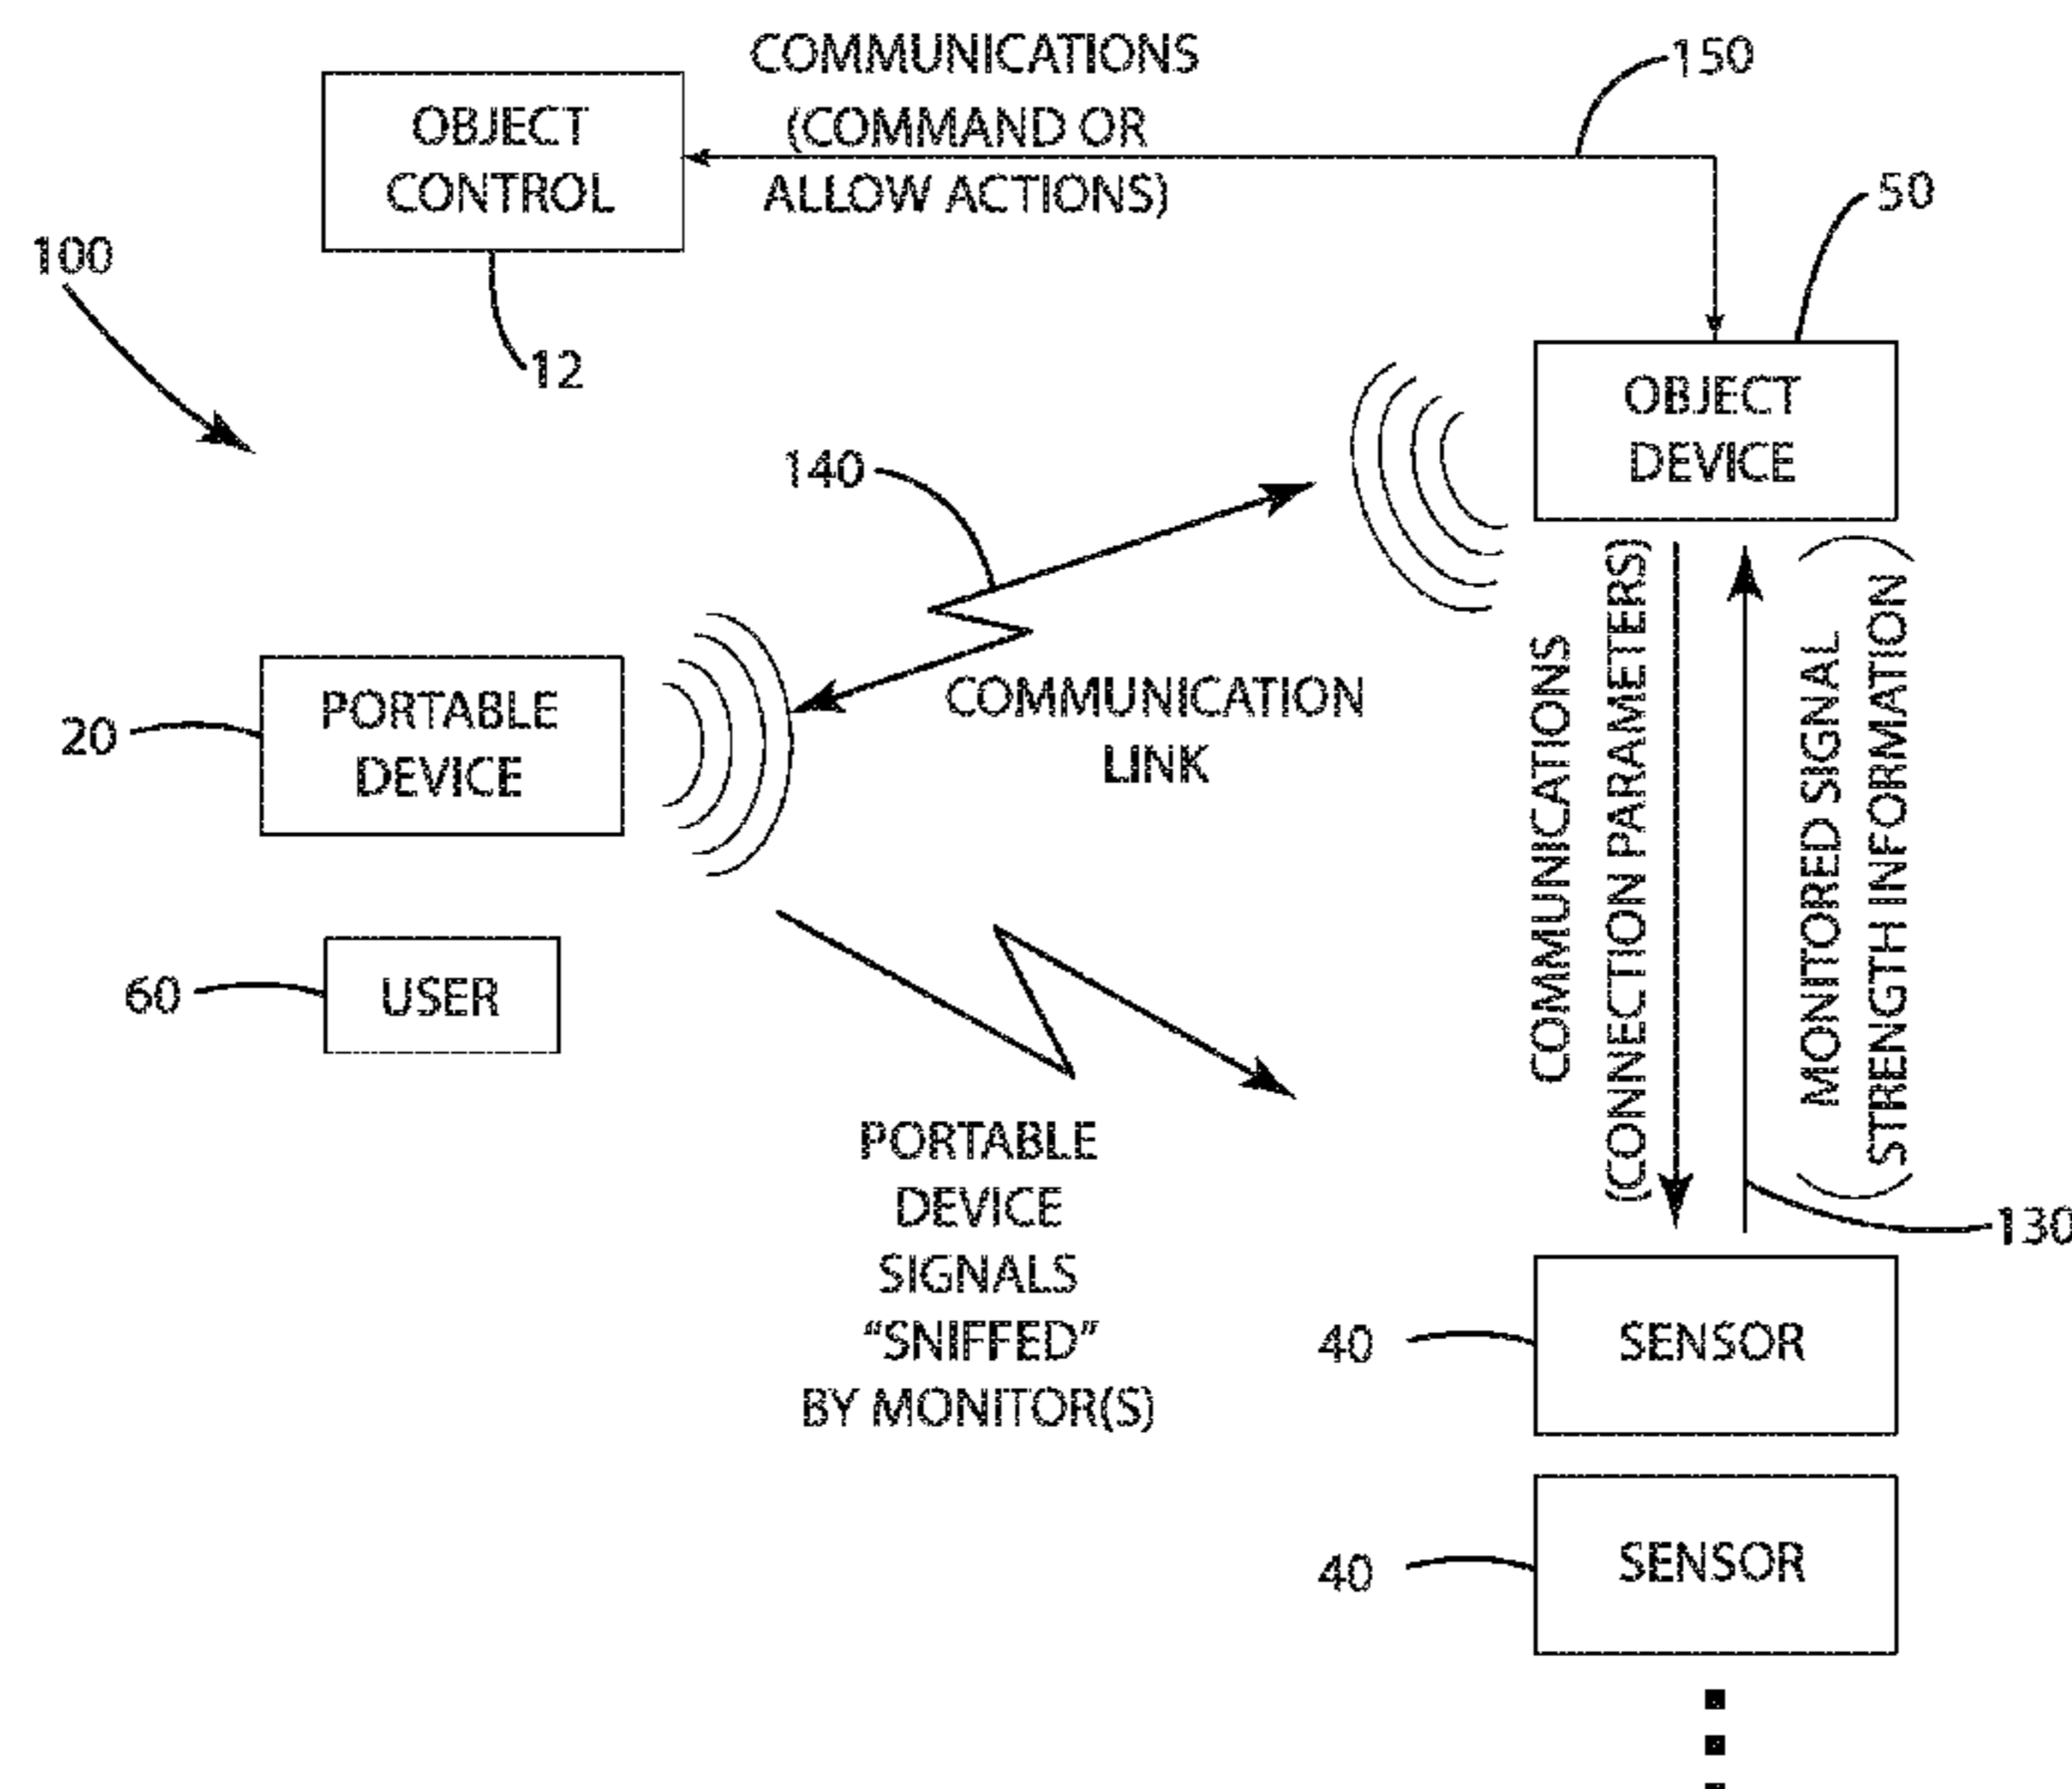 COMMUNICATIONS
(COMMAND OR
ALLOW ACTIONS)
150
OBJECT
CONTROL
12
100
50
OBJECT
DEVICE
140
COMMUNICATION
LINK
20
PORTABLE
DEVICE
60
USER
COMMUNICATIONS
(CONNECTION PARAMETERS)
MONITORED SIGNAL
STRENGTH INFORMATION
130
PORTABLE
DEVICE
SIGNALS
“SNIFFED”
BY MONITOR(S)
40
SENSOR
40
SENSOR